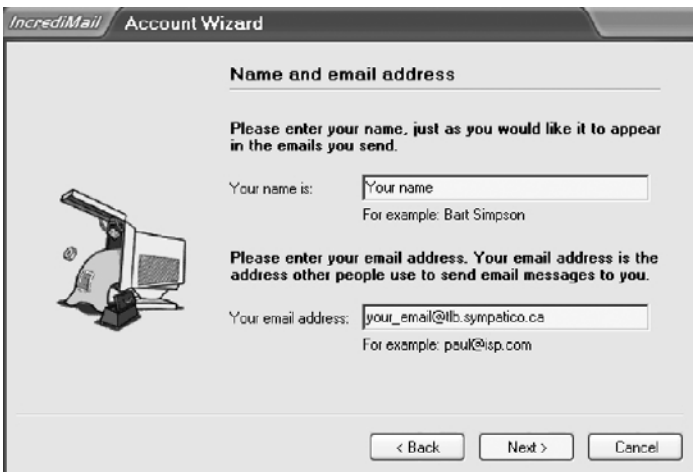 IncrediMail Account Wizard
Name and email address
Please enter your name, just as you would like it to appear
in the emails you send.
Your name is: Your name
For example: Bart Simpson
Please enter your email address. Your email address is the
address other people use to send email messages to you.
Your email address: your_email@tlb.sympatico.ca
For example: paul@isp.com
< Back Next > Cancel